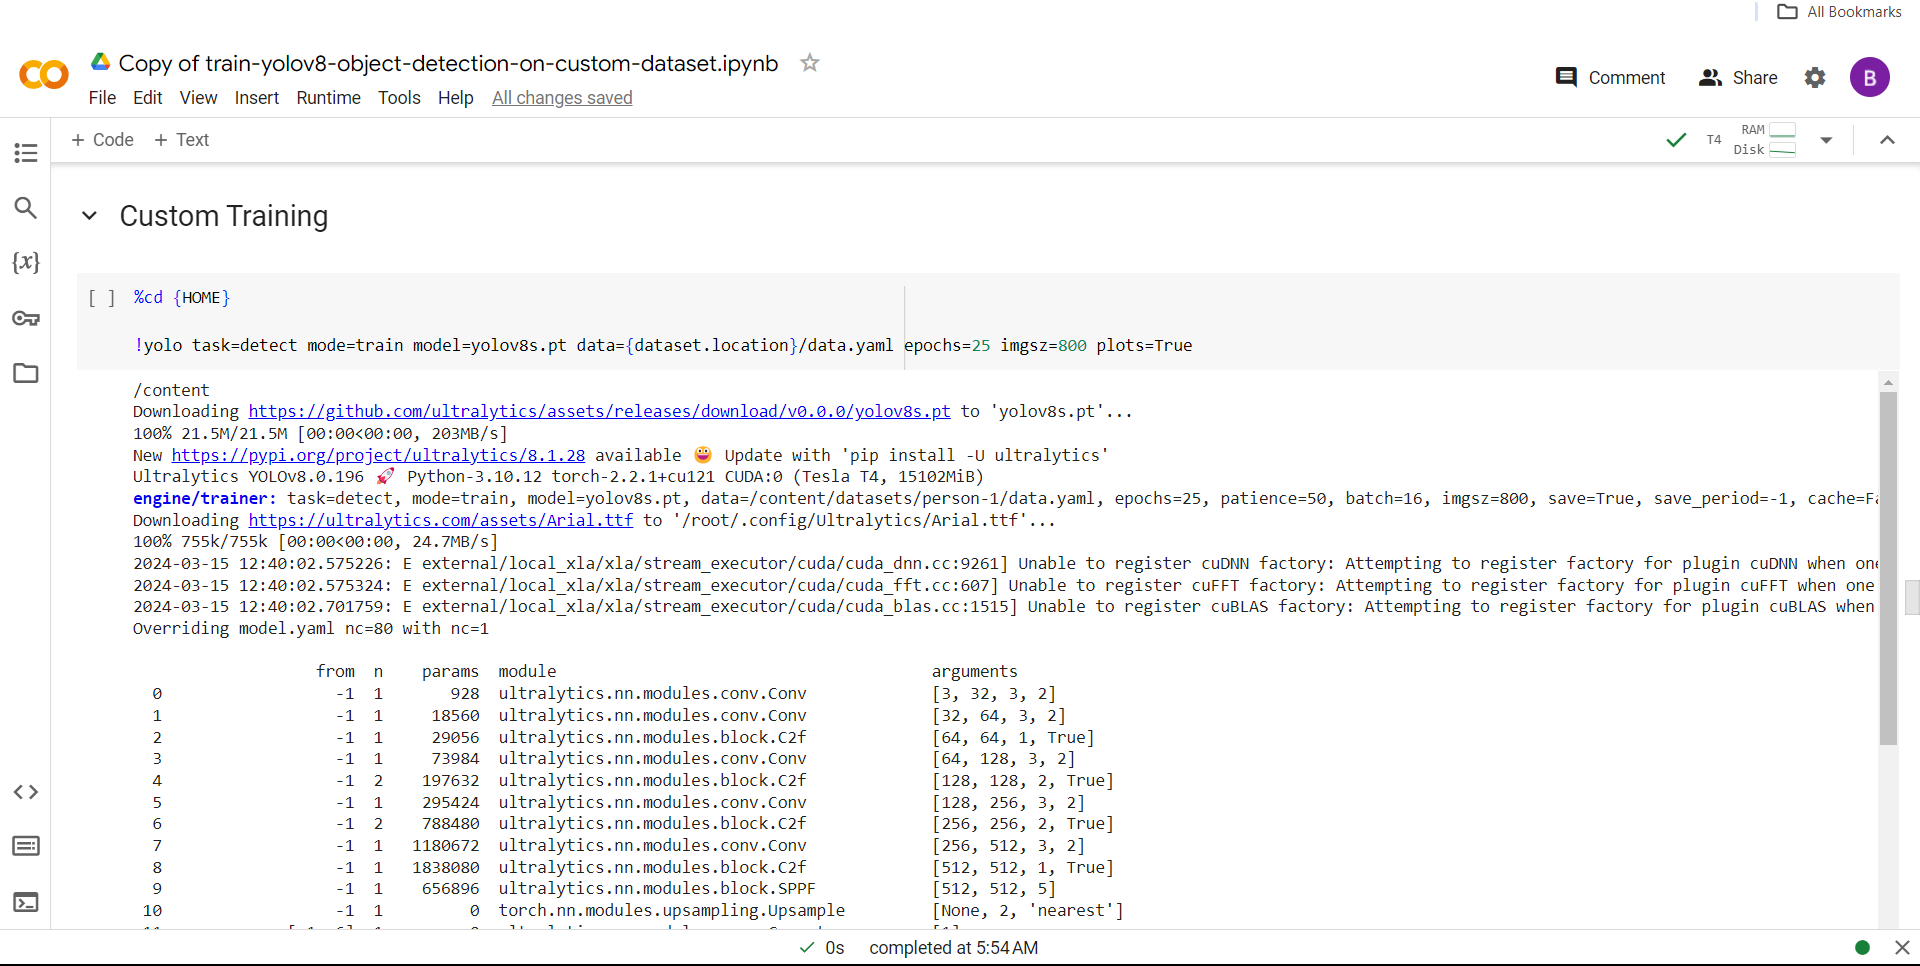 All Bookmarks
Copy of train-yolov8-object-detection-on-custom-dataset.ipynb
Comment
Share
B
File Edit View Insert Runtime Tools Help All changes saved
+ Code + Text
T4
RAM
Disk
Custom Training
{x}
[ ] %cd {HOME}
!yolo task=detect mode=train model=yolov8s.pt data={dataset.location}/data.yaml epochs=25 imgsz=800 plots=True
/content
Downloading https://github.com/ultralytics/assets/releases/download/v0.0.0/yolov8s.pt to 'yolov8s.pt'...
100% 21.5M/21.5M [00:00<00:00, 203MB/s]
New https://pypi.org/project/ultralytics/8.1.28 available 😃 Update with 'pip install -U ultralytics'
Ultralytics YOLOv8.0.196 🚀 Python-3.10.12 torch-2.2.1+cu121 CUDA:0 (Tesla T4, 15102MiB)
engine/trainer: task=detect, mode=train, model=yolov8s.pt, data=/content/datasets/person-1/data.yaml, epochs=25, patience=50, batch=16, imgsz=800, save=True, save_period=-1, cache=Fa
Downloading https://ultralytics.com/assets/Arial.ttf to '/root/.config/Ultralytics/Arial.ttf'...
100% 755k/755k [00:00<00:00, 24.7MB/s]
2024-03-15 12:40:02.575226: E external/local_xla/xla/stream_executor/cuda/cuda_dnn.cc:9261] Unable to register cuDNN factory: Attempting to register factory for plugin cuDNN when one
2024-03-15 12:40:02.575324: E external/local_xla/xla/stream_executor/cuda/cuda_fft.cc:607] Unable to register cuFFT factory: Attempting to register factory for plugin cuFFT when one
2024-03-15 12:40:02.701759: E external/local_xla/xla/stream_executor/cuda/cuda_blas.cc:1515] Unable to register cuBLAS factory: Attempting to register factory for plugin cuBLAS when
Overriding model.yaml nc=80 with nc=1
from n params module arguments
0 -1 1 928 ultralytics.nn.modules.conv.Conv [3, 32, 3, 2]
1 -1 1 18560 ultralytics.nn.modules.conv.Conv [32, 64, 3, 2]
2 -1 1 29056 ultralytics.nn.modules.block.C2f [64, 64, 1, True]
3 -1 1 73984 ultralytics.nn.modules.conv.Conv [64, 128, 3, 2]
4 -1 2 197632 ultralytics.nn.modules.block.C2f [128, 128, 2, True]
5 -1 1 295424 ultralytics.nn.modules.conv.Conv [128, 256, 3, 2]
6 -1 2 788480 ultralytics.nn.modules.block.C2f [256, 256, 2, True]
7 -1 1 1180672 ultralytics.nn.modules.conv.Conv [256, 512, 3, 2]
8 -1 1 1838080 ultralytics.nn.modules.block.C2f [512, 512, 1, True]
9 -1 1 656896 ultralytics.nn.modules.block.SPPF [512, 512, 5]
10 -1 1 0 torch.nn.modules.upsampling.Upsample [None, 2, 'nearest']
0s completed at 5:54 AM